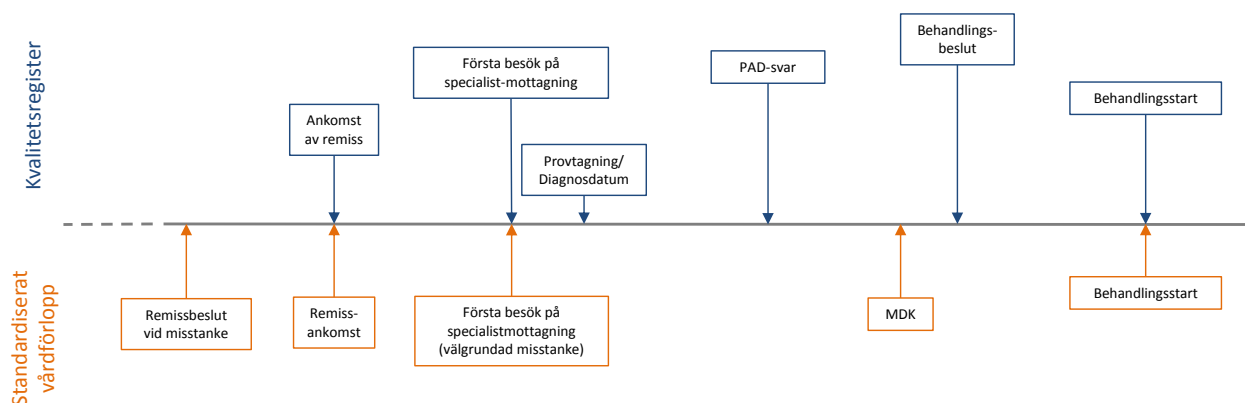 Kvalitetsregister
Ankomst
av remiss
Första besök på
specialist-mottagning
Provtagning/
Diagnosdatum
PAD-svar
Behandlings-
beslut
Behandlingsstart
Standardiserat
vårdförlopp
Remissbeslut
vid misstanke
Remiss-
ankomst
Första besök på
specialistmottagning
(välgrundad misstanke)
MDK
Behandlingsstart